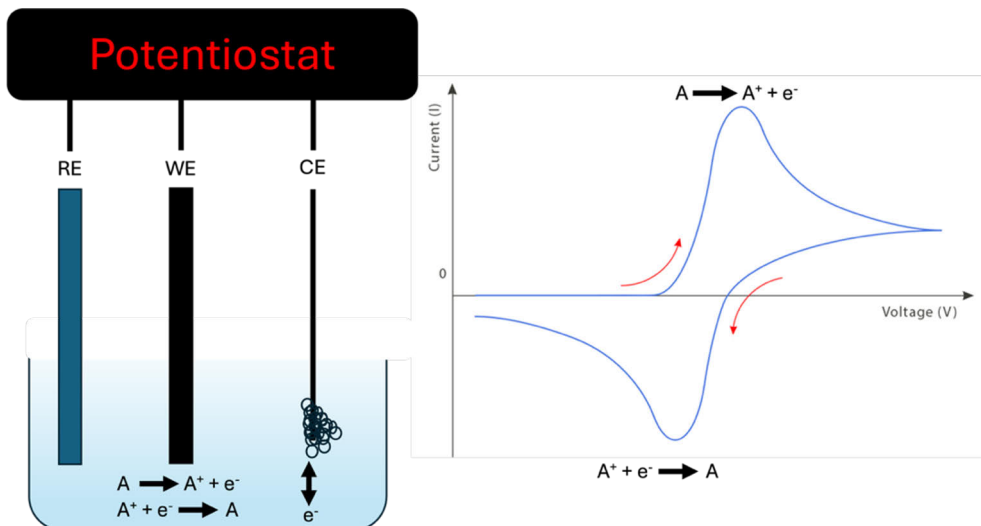 Potentiostat
RE
WE
CE
A → A⁺ + e⁻
A⁺ + e⁻ → A
e⁻
A → A⁺ + e⁻
Current (I)
0
Voltage (V)
A⁺ + e⁻ → A